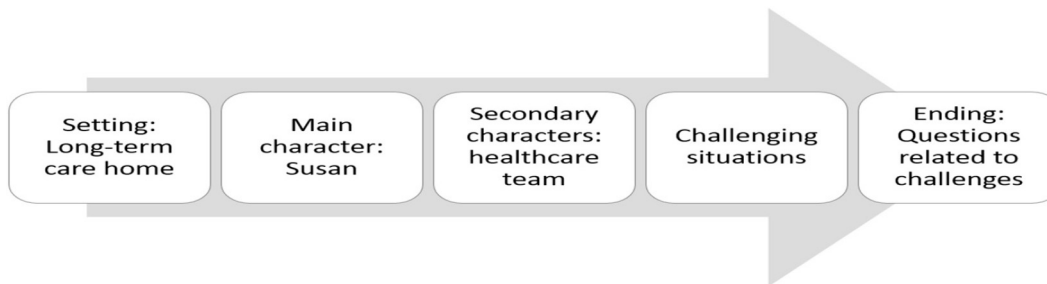 Setting:
Long-term
care home
Main
character:
Susan
Secondary
characters:
healthcare
team
Challenging
situations
Ending:
Questions
related to
challenges